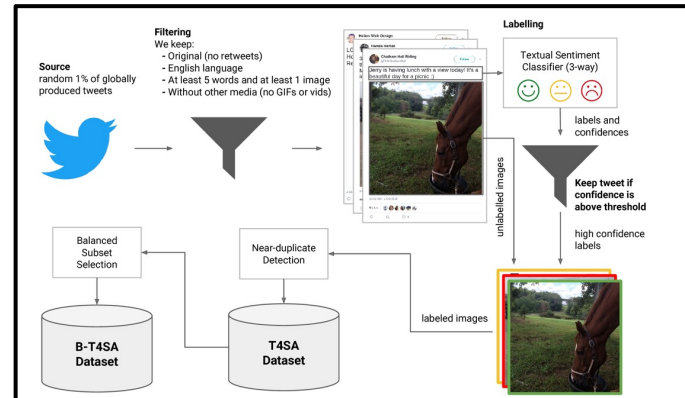 Source
random 1% of globally
produced tweets
Filtering
We keep:
- Original (no retweets)
- English language
- At least 5 words and at least 1 image
- Without other media (no GIFs or vids)
Helen Web Design
Chatham Hall Riding
Follow
Jerry is having lunch with a view today! It's a
beautiful day for a picnic :)
Labelling
Textual Sentiment
Classifier (3-way)
labels and
confidences
Keep tweet if
confidence is
above threshold
high confidence
labels
unlabelled images
labeled images
Near-duplicate
Detection
T4SA
Dataset
Balanced
Subset
Selection
B-T4SA
Dataset